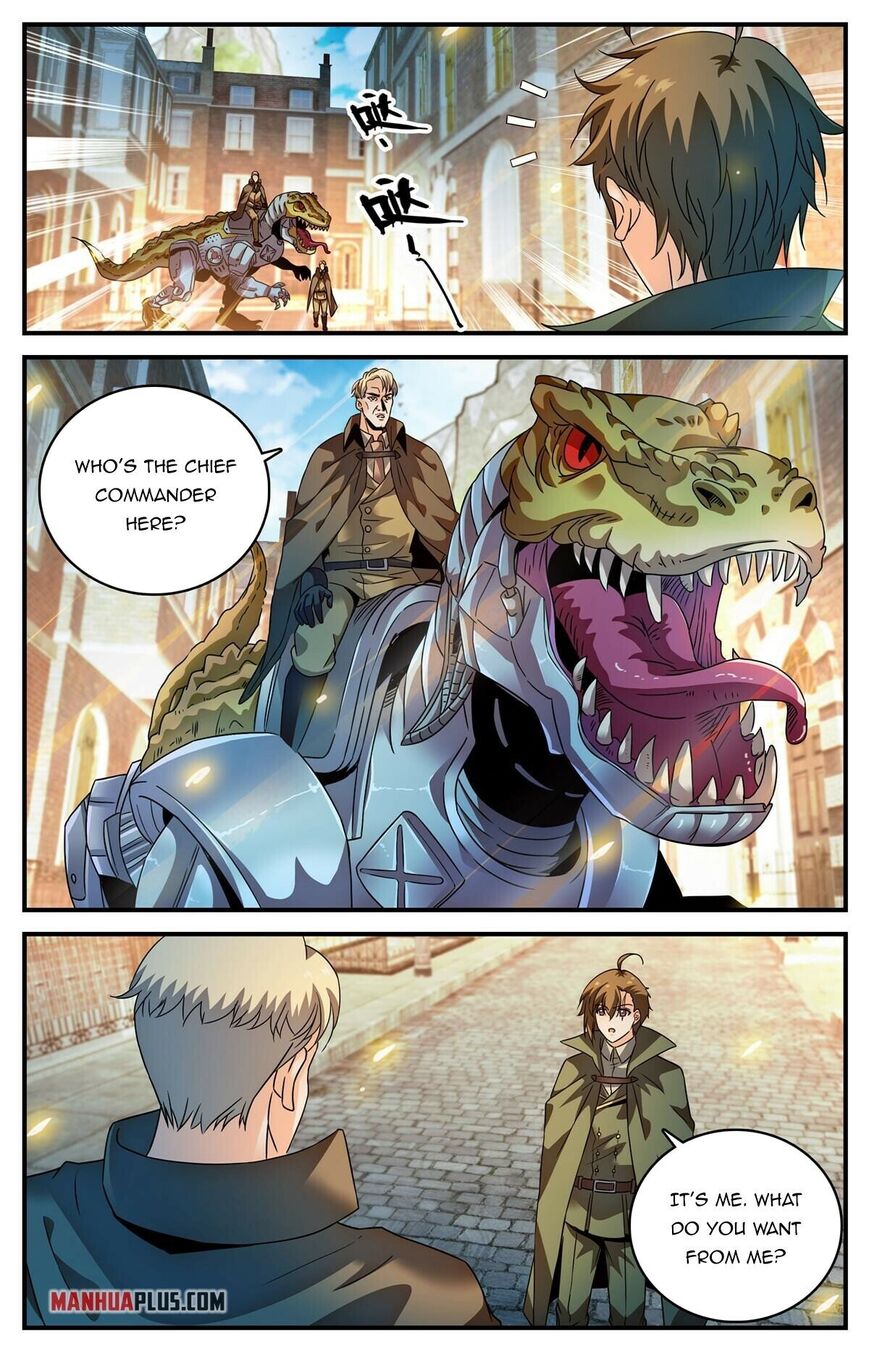 哒
哒
WHO'S THE CHIEF
COMMANDER
HERE?
IT'S ME. WHAT
DO YOU WANT
FROM ME?
MANHUAPLUS.COM